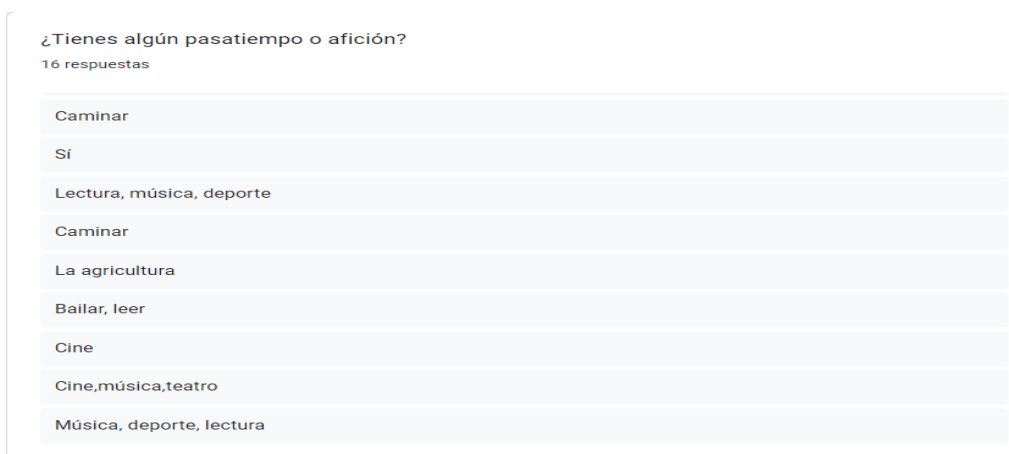 ¿Tienes algún pasatiempo o afición?
16 respuestas
Caminar
Sí
Lectura, música, deporte
Caminar
La agricultura
Bailar, leer
Cine
Cine,música,teatro
Música, deporte, lectura